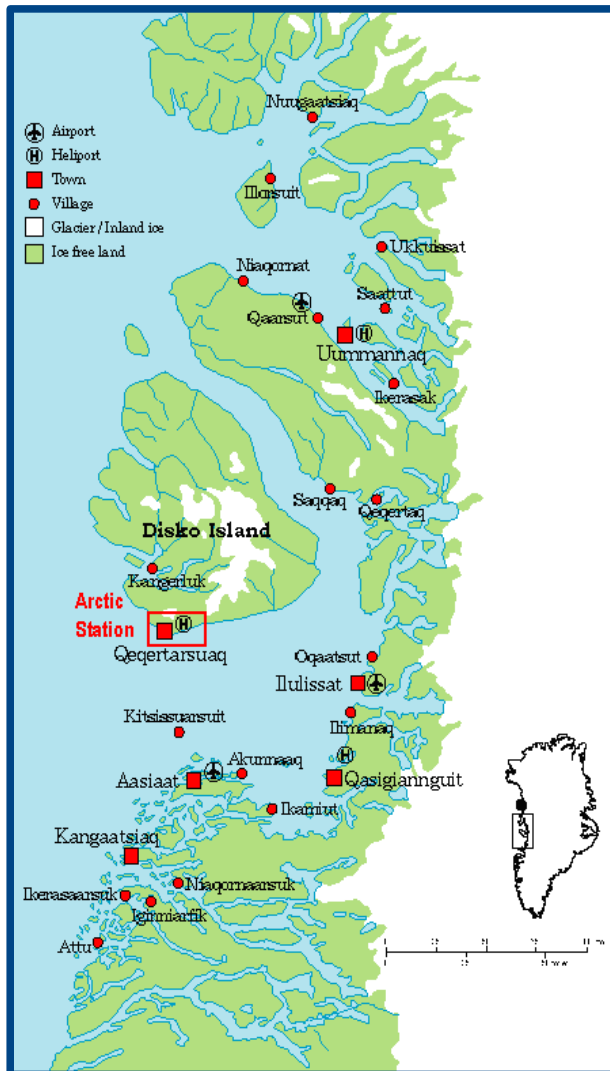 Nuugaatsiaq
Airport
Heliport
Town
Village
Glacier / Inland ice
Ice free land
Illorsuit
Ukkuissat
Niaqornat
Saattut
Qaarsut
Uummannaq
Ikerasak
Saqqaq
Qeqertaq
Disko Island
Kangerluk
Arctic
Station
Qeqertarsuaq
Oqaatsut
Ilulissat
Ilimanaq
Kitsissuarsuit
Akunnaaq
Aasiaat
Qasigiannguit
Ikamiut
Kangaatsiaq
Niaqornaarsuk
Ikerasaarsuk
Iginniarfik
Attu
H
H
H